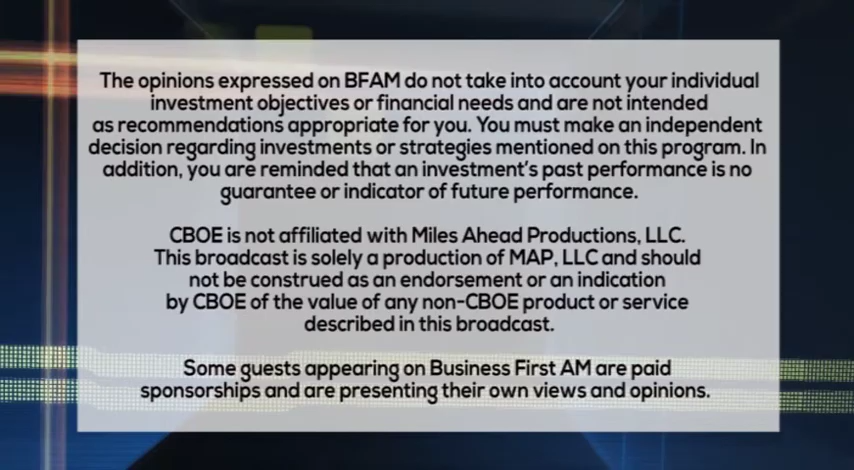 The opinions expressed on BFAM do not take into account your individual
investment objectives or financial needs and are not intended
as recommendations appropriate for you. You must make an independent
decision regarding investments or strategies mentioned on this program. In
addition, you are reminded that an investment's past performance is no
guarantee or indicator of future performance.
CBOE is not affiliated with Miles Ahead Productions, LLC.
This broadcast is solely a production of MAP, LLC and should
not be construed as an endorsement or an indication
by CBOE of the value of any non-CBOE product or service
described in this broadcast.
Some guests appearing on Business First AM are paid
sponsorships and are presenting their own views and opinions.